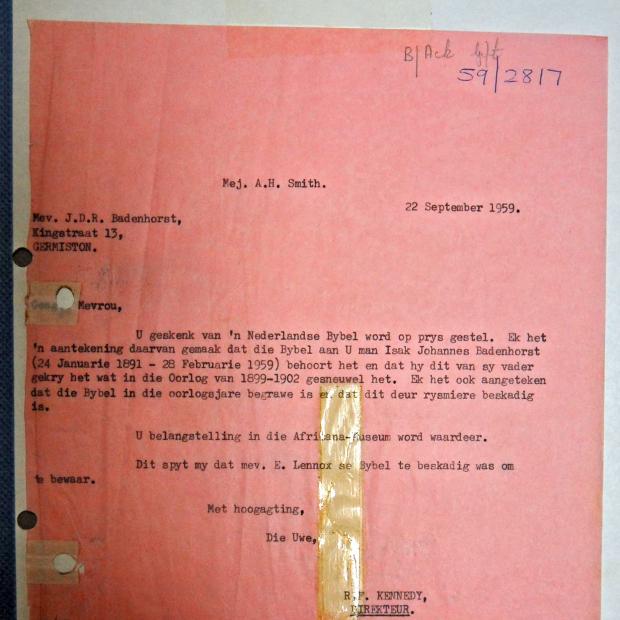 B/Ack
59/2817
Mej. A.H. Smith.
22 September 1959.
Mev. J.D.R. Badenhorst,
Kingstraat 13,
GERMISTON.
Mevrou,
U geskenk van 'n Nederlandse Bybel word op prys gestel. Ek het
'n aantekening daarvan gemaak dat die Bybel aan U man Isak Johannes Badenhorst
(24 Januarie 1891 - 28 Februarie 1959) behoort het en dat hy dit van sy vader
gekry het wat in die Oorlog van 1899-1902 gesneuwel het. Ek het ook aangeteken
dat die Bybel in die oorlogsjare begrawe is en dat dit deur rysmiere beskadig
is.
U belangstelling in die Africana-Museum word waardeer.
Dit spyt my dat mev. E. Lennox se Bybel te beskadig was om
te bewaar.
Met hoogagting,
Die Uwe,
R.F. KENNEDY,
DIREKTEUR.